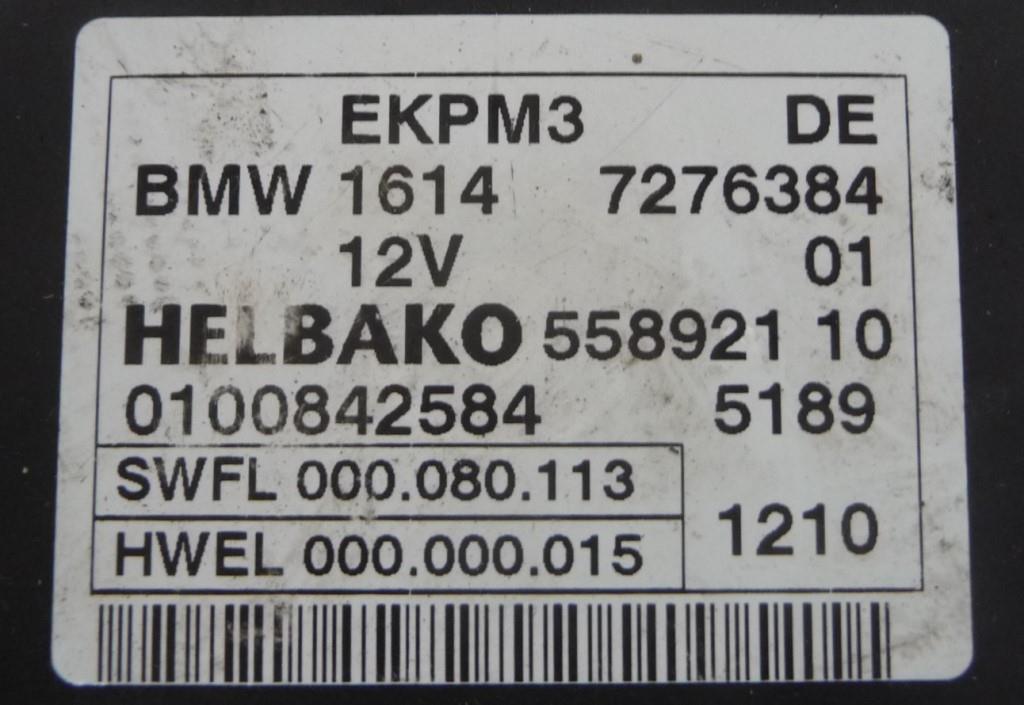 EKPM3 DE
BMW 1614 7276384
12V 01
HELBAKO 558921 10
0100842584 5189
SWFL 000.080.113
HWEL 000.000.015
1210